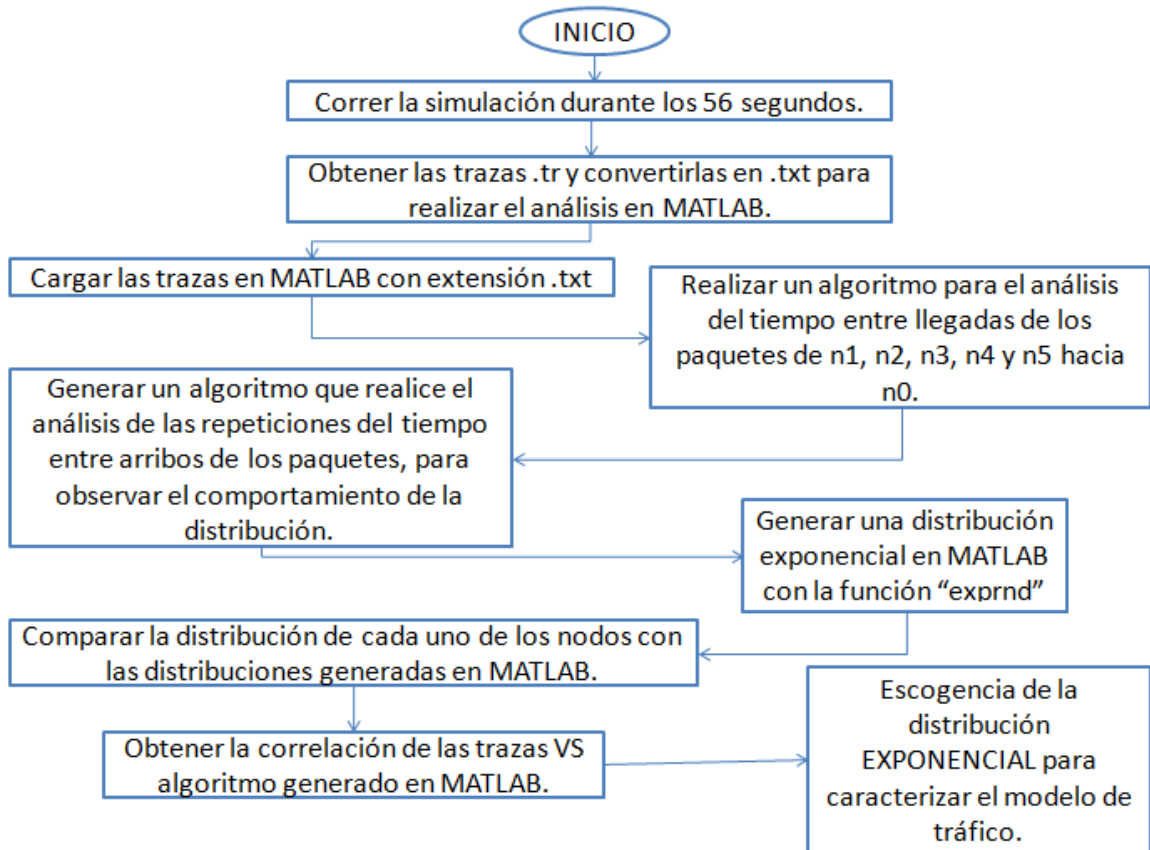 INICIO
Correr la simulación durante los 56 segundos.
Obtener las trazas .tr y convertirlas en .txt para
realizar el análisis en MATLAB.
Cargar las trazas en MATLAB con extensión .txt
Realizar un algoritmo para el análisis
del tiempo entre llegadas de los
paquetes de n1, n2, n3, n4 y n5 hacia
n0.
Generar un algoritmo que realice el
análisis de las repeticiones del tiempo
entre arribos de los paquetes, para
observar el comportamiento de la
distribución.
Generar una distribución
exponencial en MATLAB
con la función “exprnd”
Comparar la distribución de cada uno de los nodos con
las distribuciones generadas en MATLAB.
Obtener la correlación de las trazas VS
algoritmo generado en MATLAB.
Escogencia de la
distribución
EXPONENCIAL para
caracterizar el modelo de
tráfico.